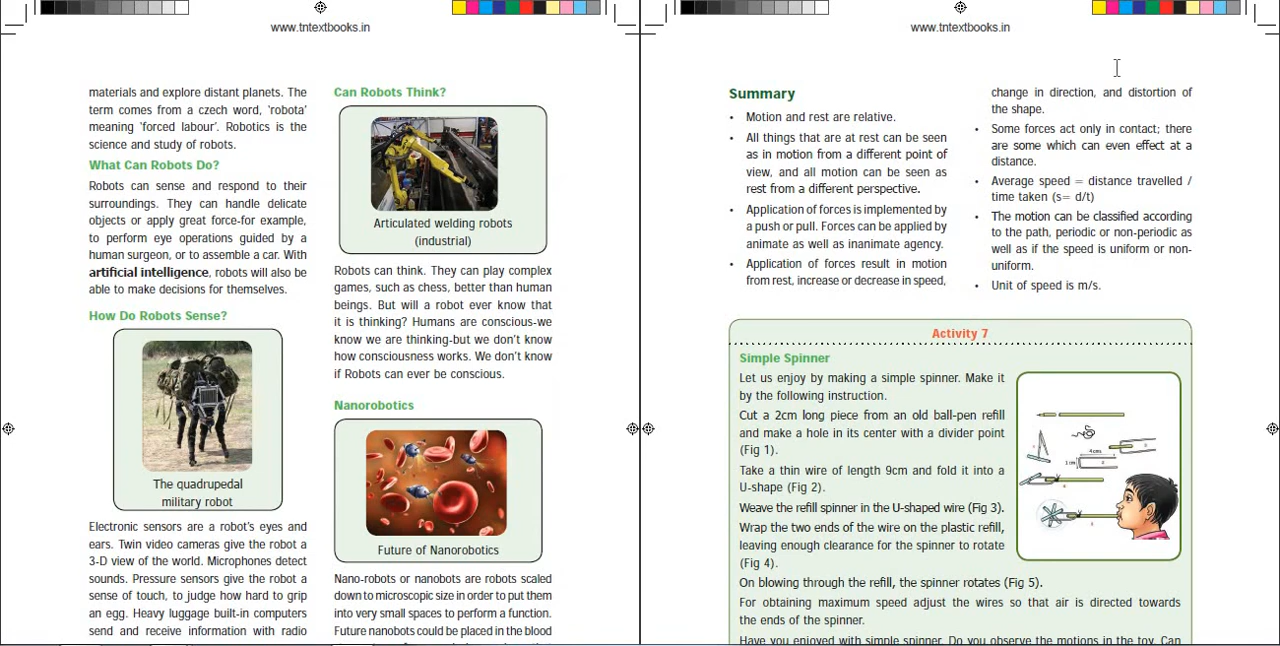 www.tntextbooks.in
materials and explore distant planets. The
term comes from a czech word, 'robota'
meaning 'forced labour'. Robotics is the
science and study of robots.
What Can Robots Do?
Robots can sense and respond to their
surroundings. They can handle delicate
objects or apply great force-for example,
to perform eye operations guided by a
human surgeon, or to assemble a car. With
artificial intelligence, robots will also be
able to make decisions for themselves.
How Do Robots Sense?
The quadrupedal
military robot
Electronic sensors are a robot's eyes and
ears. Twin video cameras give the robot a
3-D view of the world. Microphones detect
sounds. Pressure sensors give the robot a
sense of touch, to judge how hard to grip
an egg. Heavy luggage built-in computers
send and receive information with radio
Can Robots Think?
Articulated welding robots
(industrial)
Robots can think. They can play complex
games, such as chess, better than human
beings. But will a robot ever know that
it is thinking? Humans are conscious-we
know we are thinking-but we don't know
how consciousness works. We don't know
if Robots can ever be conscious.
Nanorobotics
Future of Nanorobotics
Nano-robots or nanobots are robots scaled
down to microscopic size in order to put them
into very small spaces to perform a function.
Future nanobots could be placed in the blood
www.tntextbooks.in
Summary
• Motion and rest are relative.
• All things that are at rest can be seen
as in motion from a different point of
view, and all motion can be seen as
rest from a different perspective.
• Application of forces is implemented by
a push or pull. Forces can be applied by
animate as well as inanimate agency.
• Application of forces result in motion
from rest, increase or decrease in speed,
change in direction, and distortion of
the shape.
• Some forces act only in contact; there
are some which can even effect at a
distance.
• Average speed = distance travelled /
time taken (s= d/t)
• The motion can be classified according
to the path, periodic or non-periodic as
well as if the speed is uniform or non-
uniform.
• Unit of speed is m/s.
Activity 7
Simple Spinner
Let us enjoy by making a simple spinner. Make it
by the following instruction.
Cut a 2cm long piece from an old ball-pen refill
and make a hole in its center with a divider point
(Fig 1).
Take a thin wire of length 9cm and fold it into a
U-shape (Fig 2).
Weave the refill spinner in the U-shaped wire (Fig 3).
Wrap the two ends of the wire on the plastic refill,
leaving enough clearance for the spinner to rotate
(Fig 4).
On blowing through the refill, the spinner rotates (Fig 5).
For obtaining maximum speed adjust the wires so that air is directed towards
the ends of the spinner.
Have you enjoyed with simple spinner. Do you observe the motions in the toy. Can
4 cms
1 cm